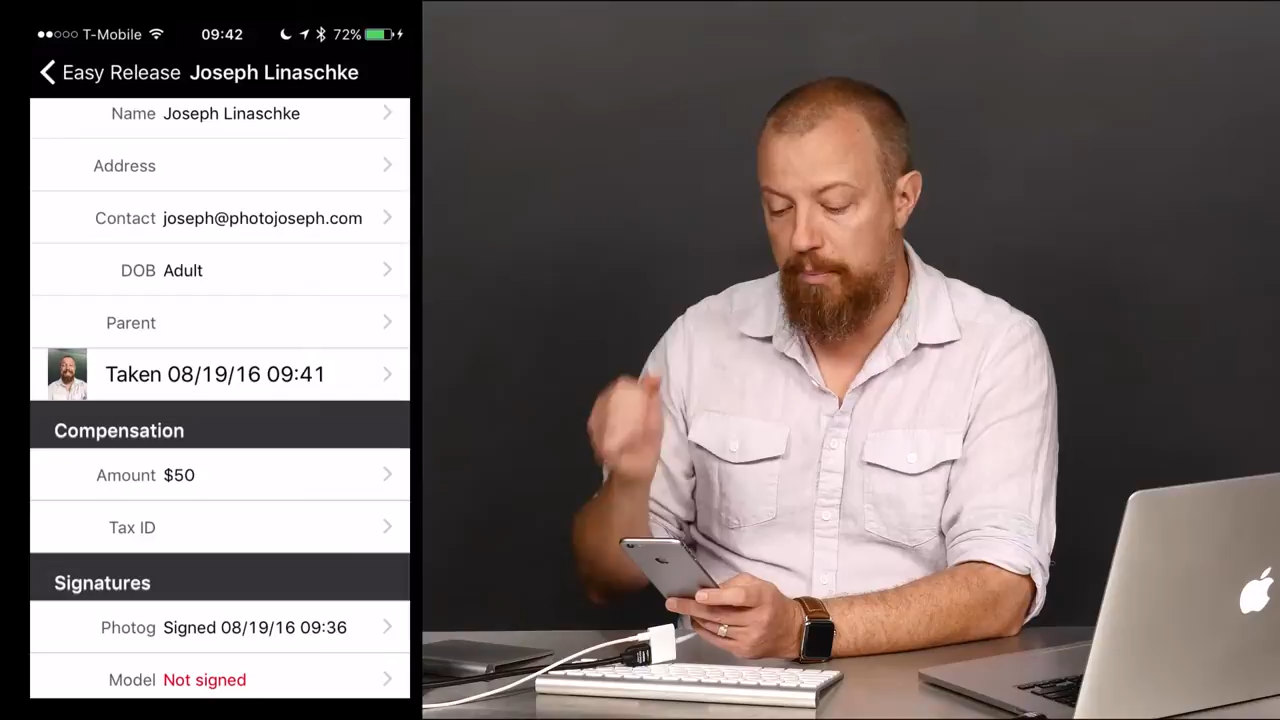 T-Mobile 09:42 72%
Easy Release Joseph Linaschke
Name Joseph Linaschke
Address
Contact joseph@photojoseph.com
DOB Adult
Parent
Taken 08/19/16 09:41
Compensation
Amount $50
Tax ID
Signatures
Photog Signed 08/19/16 09:36
Model Not signed